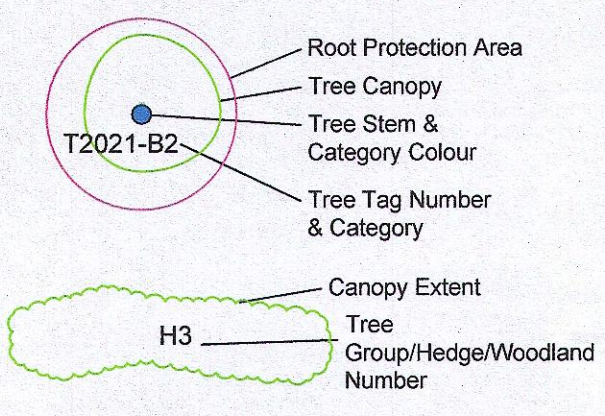 Root Protection Area
Tree Canopy
Tree Stem &
Category Colour
T2021-B2
Tree Tag Number
& Category
Canopy Extent
H3
Tree
Group/Hedge/Woodland
Number